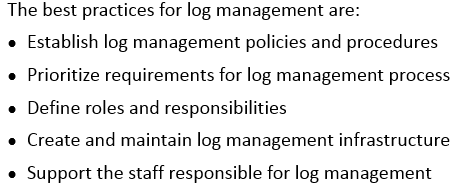 The best practices for log management are:
• Establish log management policies and procedures
• Prioritize requirements for log management process
• Define roles and responsibilities
• Create and maintain log management infrastructure
• Support the staff responsible for log management